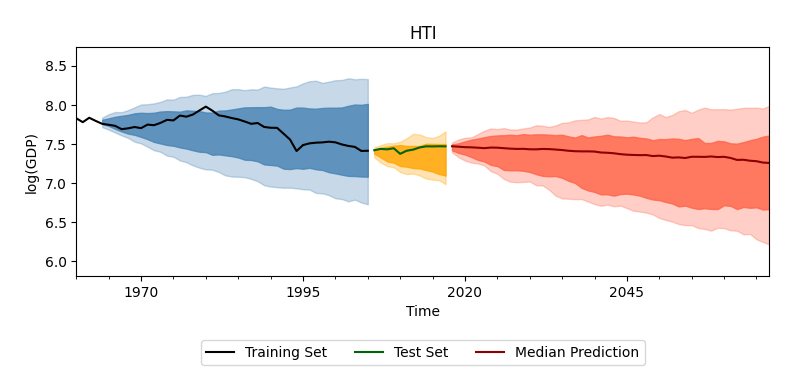 HTI
8.5
8.0
7.5
7.0
6.5
6.0
log(GDP)
1970
1995
2020
2045
Time
Training Set
Test Set
Median Prediction